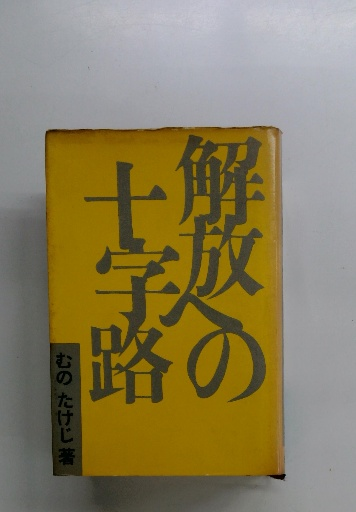 解放への
十字路
むの たけじ 著